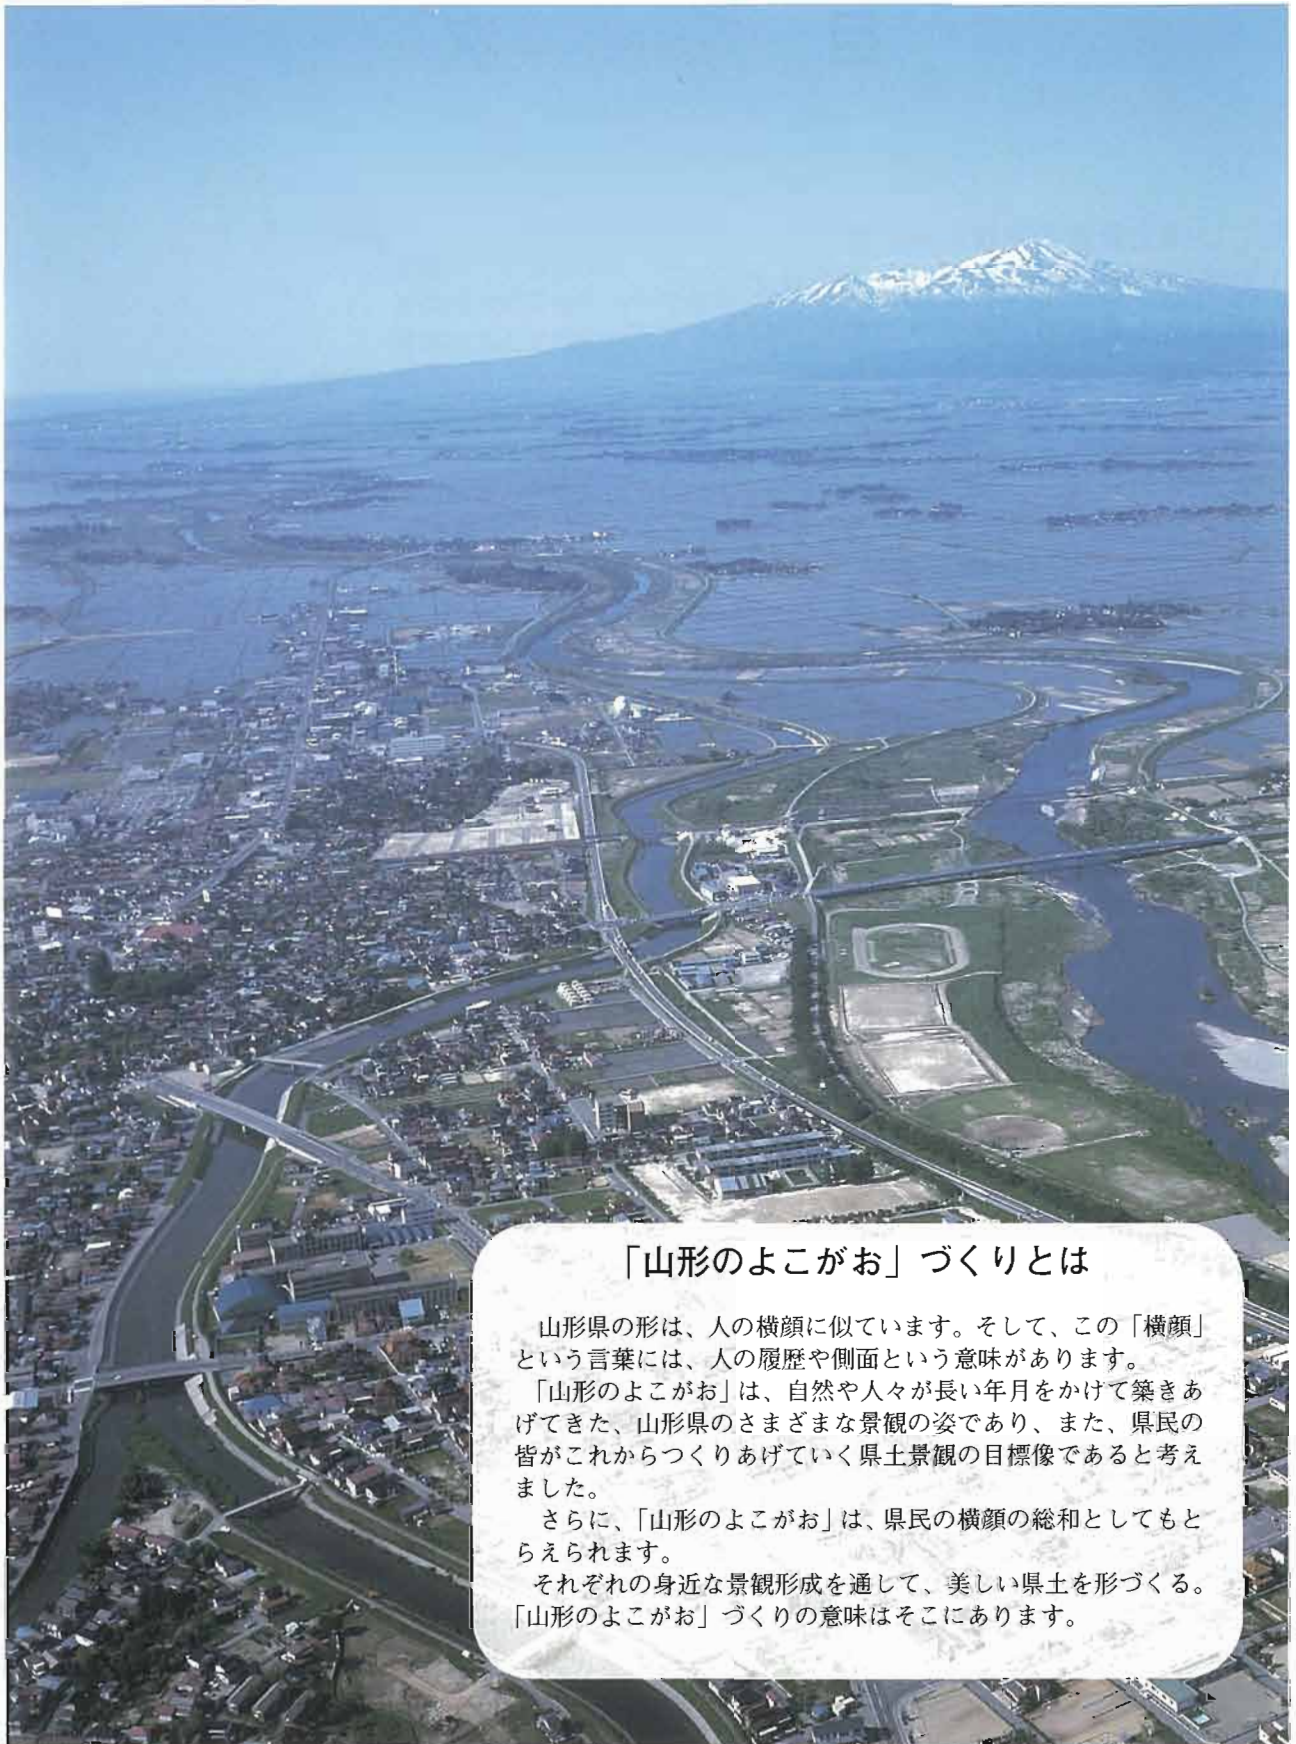 「山形のよこがお」づくりとは
山形県の形は、人の横顔に似ています。そして、この「横顔」
という言葉には、人の履歴や側面という意味があります。
「山形のよこがお」は、自然や人々が長い年月をかけて築きあ
げてきた、山形県のさまざまな景観の姿であり、また、県民の
皆がこれからつくりあげていく県土景観の目標像であると考え
ました。
さらに、「山形のよこがお」は、県民の横顔の総和としてもと
らえられます。
それぞれの身近な景観形成を通して、美しい県土を形づくる。
「山形のよこがお」づくりの意味はそこにあります。